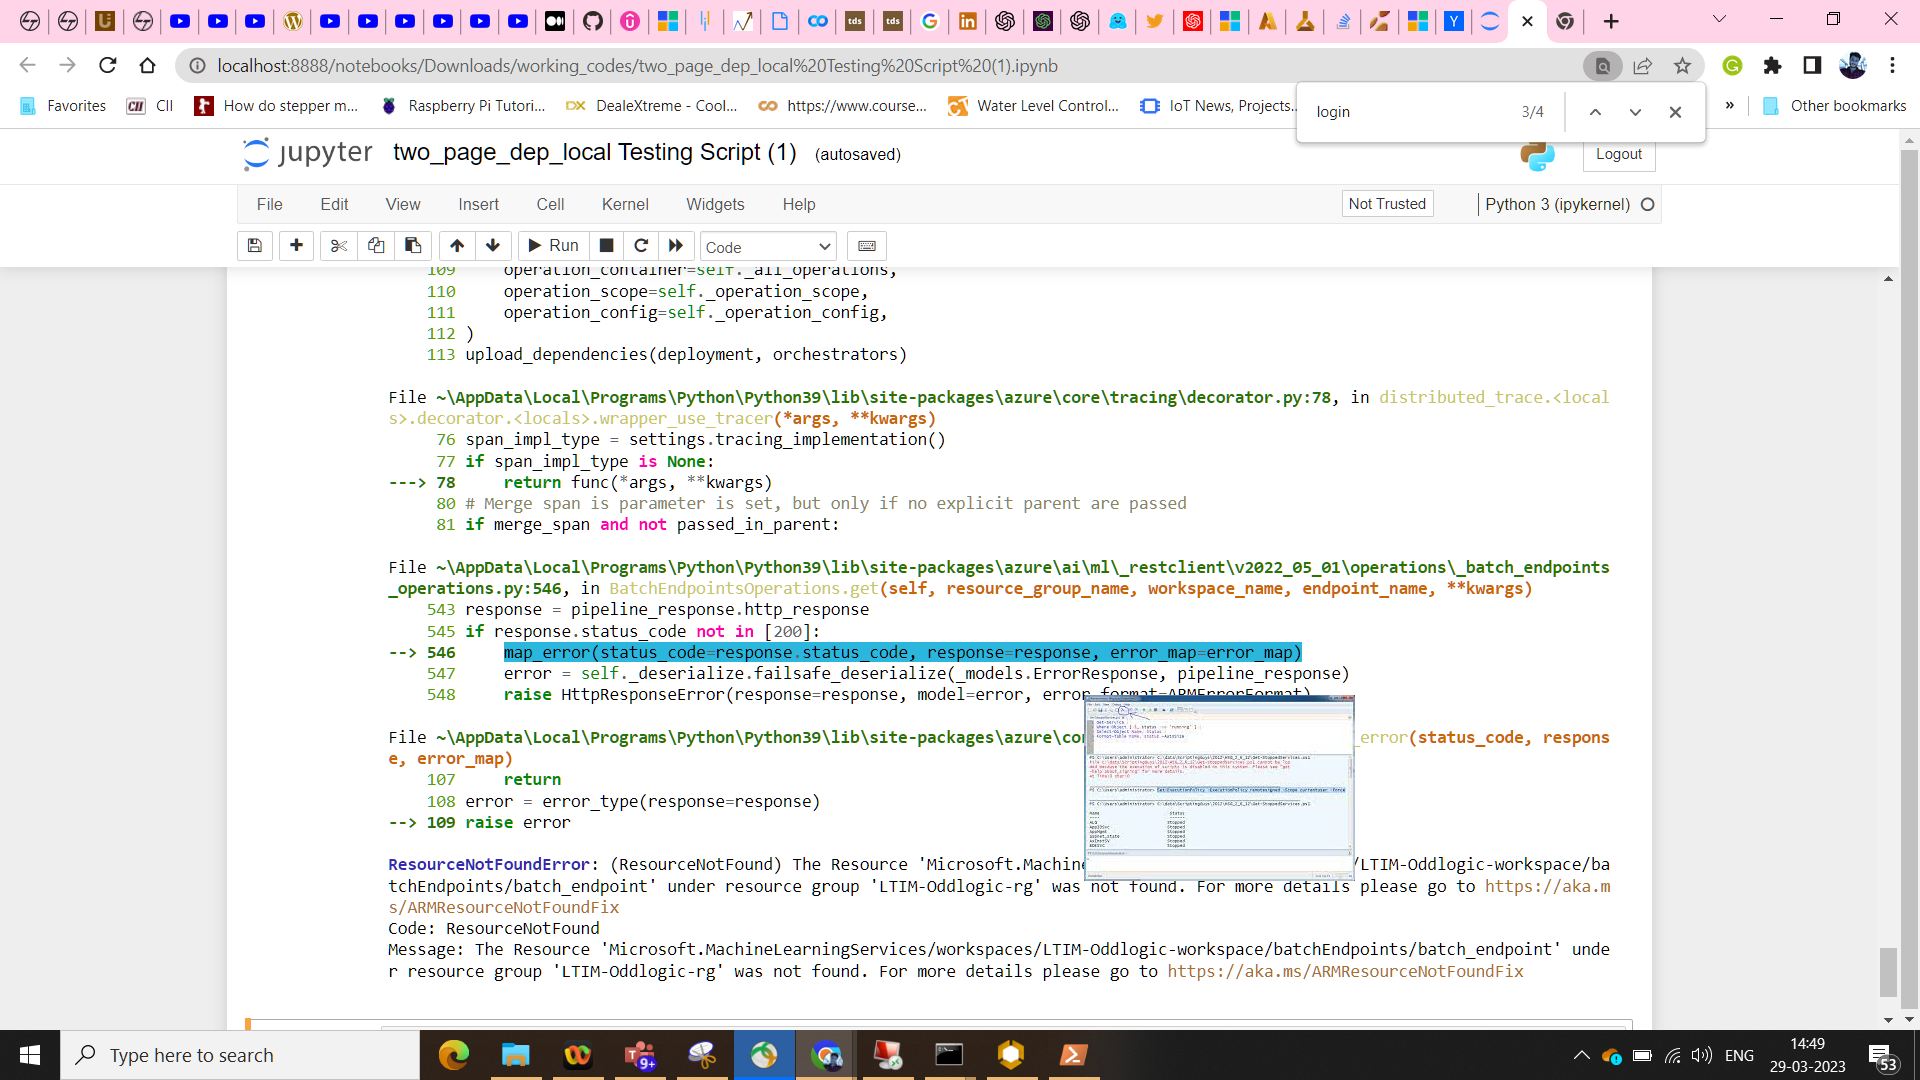 localhost:8888/notebooks/Downloads/working_codes/two_page_dep_local%20Testing%20Script%20(1).ipynb
Favorites CII How do stepper m... Raspberry Pi Tutori... DX DealeXtreme - Cool... https://www.course... Water Level Control... IoT News, Projects... » Other bookmarks
login 3/4
jupyter two_page_dep_local Testing Script (1) (autosaved) Logout
File Edit View Insert Cell Kernel Widgets Help Not Trusted Python 3 (ipykernel)
Run Code
109 operation_container=self._all_operations,
110 operation_scope=self._operation_scope,
111 operation_config=self._operation_config,
112 )
113 upload_dependencies(deployment, orchestrators)
File ~\AppData\Local\Programs\Python\Python39\lib\site-packages\azure\core\tracing\decorator.py:78, in distributed_trace.<local
s>.decorator.<locals>.wrapper_use_tracer(*args, **kwargs)
76 span_impl_type = settings.tracing_implementation()
77 if span_impl_type is None:
---> 78 return func(*args, **kwargs)
80 # Merge span is parameter is set, but only if no explicit parent are passed
81 if merge_span and not passed_in_parent:
File ~\AppData\Local\Programs\Python\Python39\lib\site-packages\azure\ai\ml\_restclient\v2022_05_01\operations\_batch_endpoints
_operations.py:546, in BatchEndpointsOperations.get(self, resource_group_name, workspace_name, endpoint_name, **kwargs)
543 response = pipeline_response.http_response
545 if response.status_code not in [200]:
--> 546 map_error(status_code=response.status_code, response=response, error_map=error_map)
547 error = self._deserialize.failsafe_deserialize(_models.ErrorResponse, pipeline_response)
548 raise HttpResponseError(response=response, model=error, error_format=ARMErrorFormat)
File ~\AppData\Local\Programs\Python\Python39\lib\site-packages\azure\co _error(status_code, respons
e, error_map)
107 return
108 error = error_type(response=response)
--> 109 raise error
ResourceNotFoundError: (ResourceNotFound) The Resource 'Microsoft.Machine /LTIM-Oddlogic-workspace/ba
tchEndpoints/batch_endpoint' under resource group 'LTIM-Oddlogic-rg' was not found. For more details please go to https://aka.m
s/ARMResourceNotFoundFix
Code: ResourceNotFound
Message: The Resource 'Microsoft.MachineLearningServices/workspaces/LTIM-Oddlogic-workspace/batchEndpoints/batch_endpoint' unde
r resource group 'LTIM-Oddlogic-rg' was not found. For more details please go to https://aka.ms/ARMResourceNotFoundFix
Type here to search 9+ ENG 14:49
29-03-2023 53